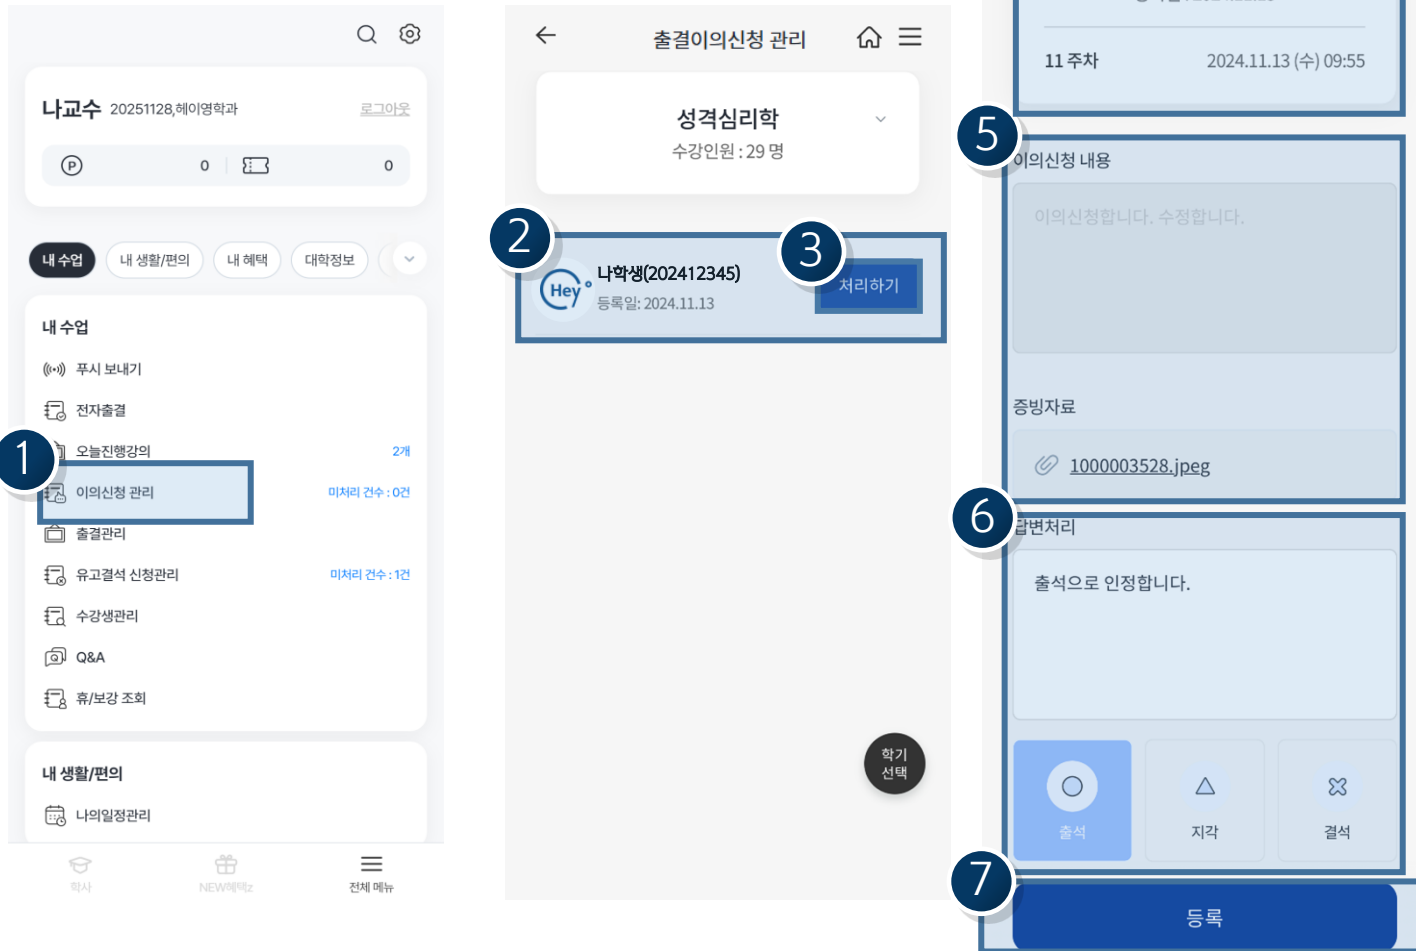 나교수 20251128,헤이영학과
로그아웃
P 0 0
내 수업
내 생활/편의
내 혜택
대학정보
내 수업
푸시 보내기
전자출결
오늘진행강의 2개
1
이의신청 관리 미처리 건수 : 0건
출결관리
유고결석 신청관리 미처리 건수 : 1건
수강생관리
Q&A
휴/보강 조회
내 생활/편의
나의일정관리
학사
NEW혜택z
전체 메뉴
출결이의신청 관리
성격심리학
수강인원 : 29 명
2
3
Hey
나학생(202412345)
등록일: 2024.11.13
처리하기
학기
선택
11 주차 2024.11.13 (수) 09:55
5
이의신청 내용
이의신청합니다. 수정합니다.
증빙자료
1000003528.jpeg
6
답변처리
출석으로 인정합니다.
출석
지각
결석
7
등록